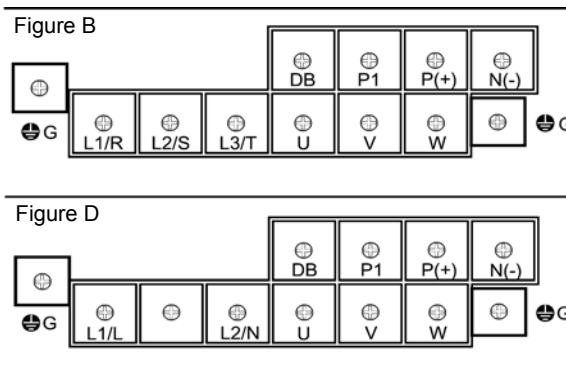 Figure B
DB P1 P(+) N(-)
G
L1/R L2/S L3/T U V W
G
Figure D
DB P1 P(+) N(-)
G
L1/L L2/N U V W
G